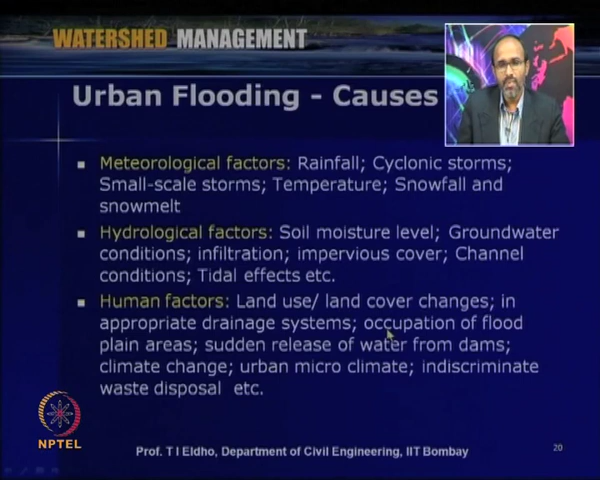 WATERSHED MANAGEMENT
Urban Flooding - Causes
Meteorological factors: Rainfall; Cyclonic storms;
Small-scale storms; Temperature; Snowfall and
snowmelt
Hydrological factors: Soil moisture level; Groundwater
conditions; infiltration; impervious cover; Channel
conditions; Tidal effects etc.
Human factors: Land use/ land cover changes; in
appropriate drainage systems; occupation of flood
plain areas; sudden release of water from dams;
climate change; urban micro climate; indiscriminate
waste disposal etc.
NPTEL
Prof. T I Eldho, Department of Civil Engineering, IIT Bombay
20